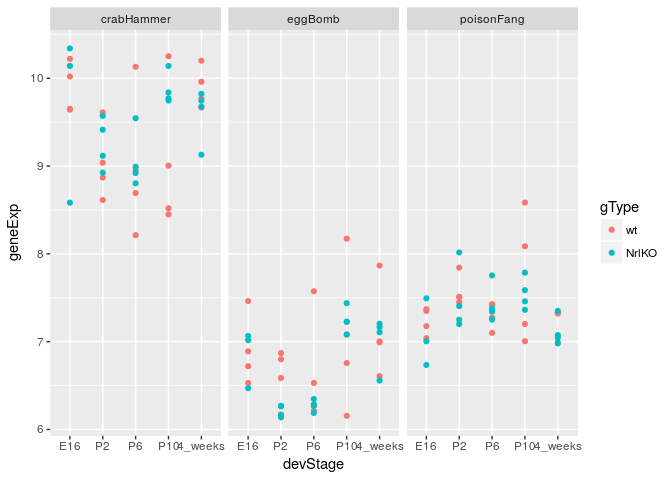 crabHammer eggBomb poisonFang
10
9
8
7
6
geneExp
E16 P2 P6 P10 4_weeks E16 P2 P6 P10 4_weeks E16 P2 P6 P10 4_weeks
devStage
gType
wt
NrlKO